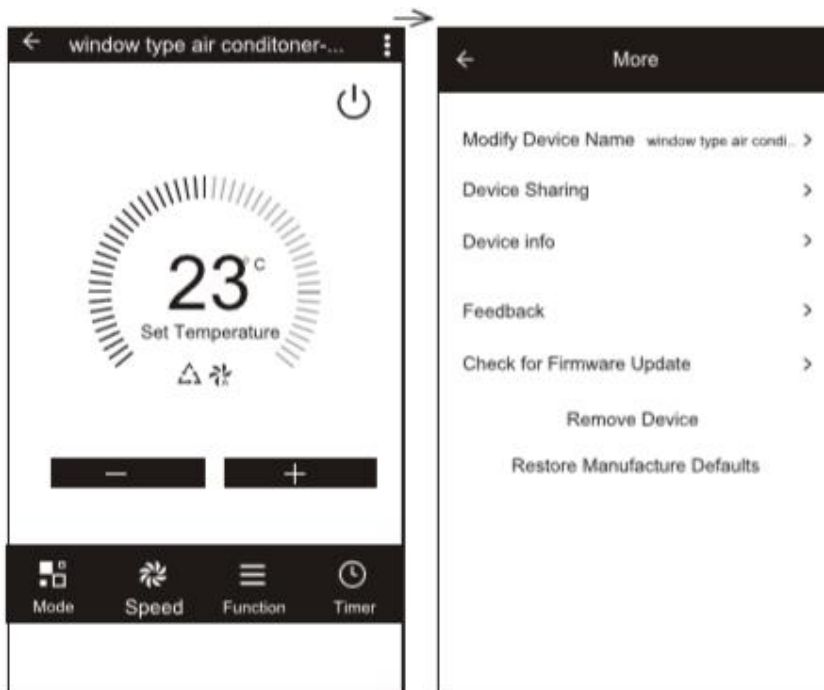 window type air conditoner-...
23°C
Set Temperature
Mode Speed Function Timer
More
Modify Device Name window type air condi..
Device Sharing
Device info
Feedback
Check for Firmware Update
Remove Device
Restore Manufacture Defaults